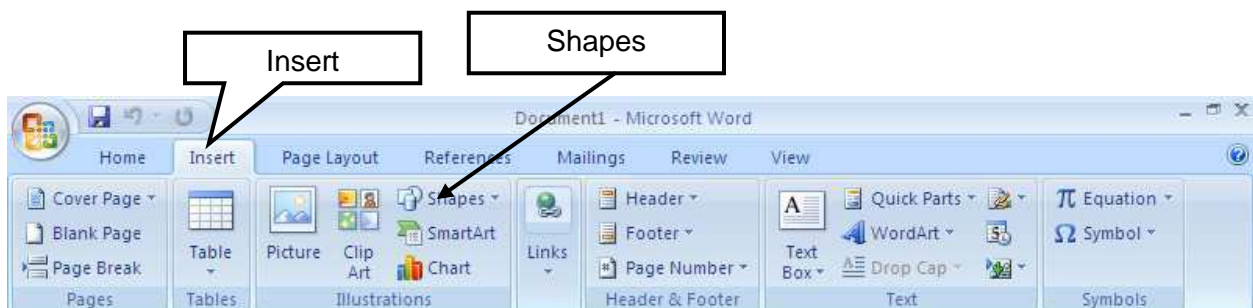 Shapes
Insert
Document1 - Microsoft Word
Home Insert Page Layout References Mailings Review View
Cover Page Shapes Header Quick Parts π Equation
Blank Page SmartArt Footer WordArt Ω Symbol
Table Picture Clip Art Links Text Box
Page Break Chart Page Number Drop Cap
Pages Tables Illustrations Header & Footer Text Symbols